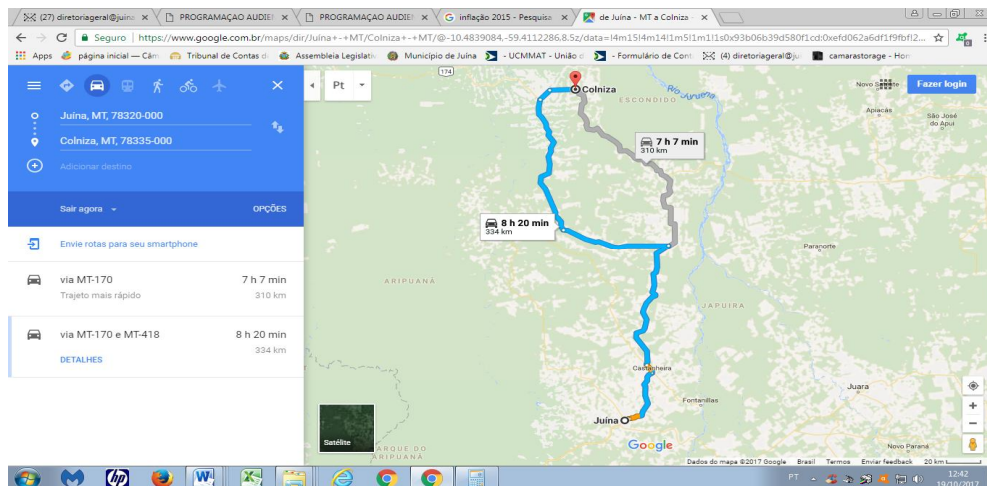 (27) diretoriageral@juina
PROGRAMAÇAO AUDIE
PROGRAMAÇAO AUDIE
inflação 2015 - Pesquisa
de Juína - MT a Colniza -
Seguro | https://www.google.com.br/maps/dir/Juína+-+MT/Colniza+-+MT/@-10.4839084,-59.4112286,8.5z/data=!4m15!4m14!1m5!1m1!1s0x93b06b39d580f1cd:0xefd062a6df1f9fbf!2...
Apps
página inicial — Câm
Tribunal de Contas d
Assembleia Legislativ
Município de Juína
- UCMMAT - União d
- Formulário de Cont
(4) diretoriageral@ju
camarastorage - Hom
Juína, MT, 78320-000
Colniza, MT, 78335-000
Adicionar destino
Sair agora
OPÇÕES
Envie rotas para seu smartphone
via MT-170 7 h 7 min
Trajeto mais rápido 310 km
via MT-170 e MT-418 8 h 20 min
334 km
DETALHES
Pt
174
Fazer login
Colniza
ESCONDIDO
Rio Juruena
Apiacás
São José
do Apuí
7 h 7 min
310 km
8 h 20 min
334 km
Paranorte
ARIPUANÃ
JAPUIRA
Castanheira
Juara
Fontanillas
Juína
Satélite
PARQUE DO
ARIPUANÃ
Google
Novo Paraná
Dados do mapa ©2017 Google Brasil Termos Enviar feedback 20 km
PT
12:42
19/10/2017